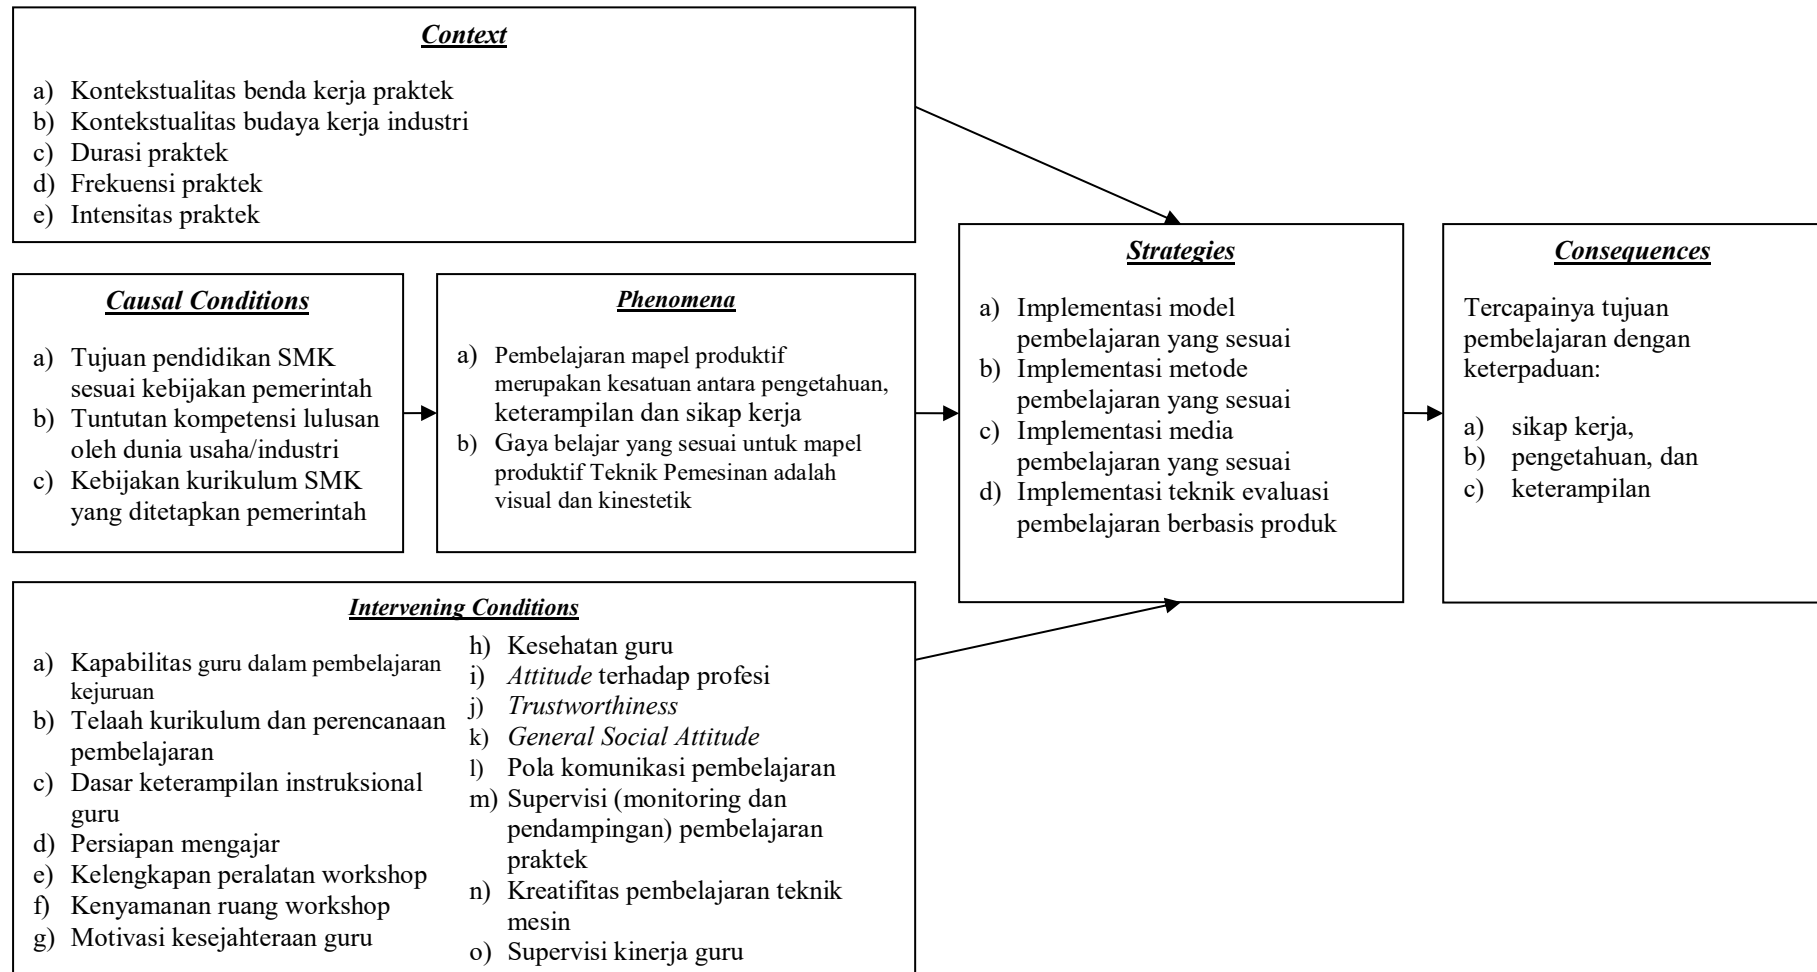 Context
a) Kontekstualitas benda kerja praktek
b) Kontekstualitas budaya kerja industri
c) Durasi praktek
d) Frekuensi praktek
e) Intensitas praktek
Causal Conditions
a) Tujuan pendidikan SMK
sesuai kebijakan pemerintah
b) Tuntutan kompetensi lulusan
oleh dunia usaha/industri
c) Kebijakan kurikulum SMK
yang ditetapkan pemerintah
Phenomena
a) Pembelajaran mapel produktif
merupakan kesatuan antara pengetahuan,
keterampilan dan sikap kerja
b) Gaya belajar yang sesuai untuk mapel
produktif Teknik Pemesinan adalah
visual dan kinestetik
Strategies
a) Implementasi model
pembelajaran yang sesuai
b) Implementasi metode
pembelajaran yang sesuai
c) Implementasi media
pembelajaran yang sesuai
d) Implementasi teknik evaluasi
pembelajaran berbasis produk
Consequences
Tercapainya tujuan
pembelajaran dengan
keterpaduan:
a) sikap kerja,
b) pengetahuan, dan
c) keterampilan
Intervening Conditions
a) Kapabilitas guru dalam pembelajaran
kejuruan
b) Telaah kurikulum dan perencanaan
pembelajaran
c) Dasar keterampilan instruksional
guru
d) Persiapan mengajar
e) Kelengkapan peralatan workshop
f) Kenyamanan ruang workshop
g) Motivasi kesejahteraan guru
h) Kesehatan guru
i) Attitude terhadap profesi
j) Trustworthiness
k) General Social Attitude
l) Pola komunikasi pembelajaran
m) Supervisi (monitoring dan
pendampingan) pembelajaran
praktek
n) Kreatifitas pembelajaran teknik
mesin
o) Supervisi kinerja guru